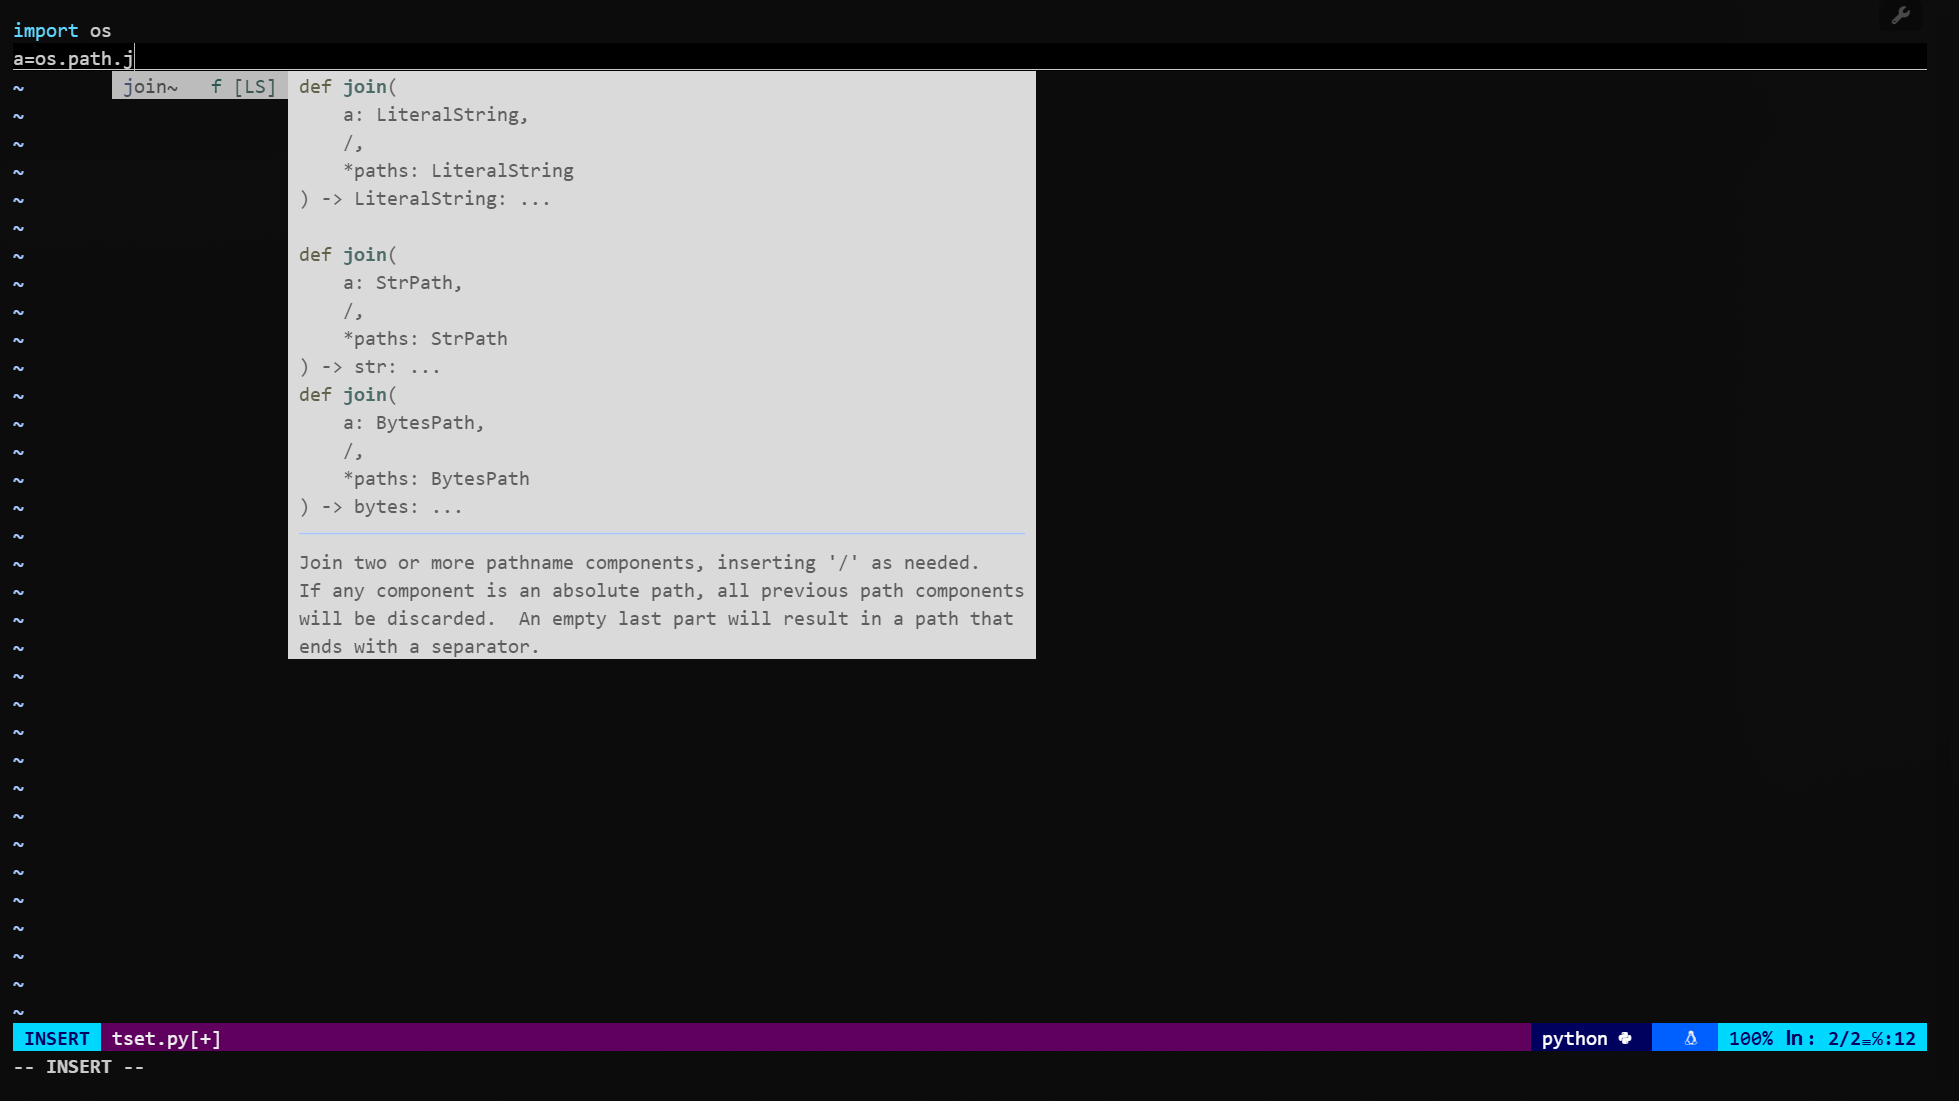 import os
a=os.path.j
~ join~ f [LS] def join(
~ a: LiteralString,
~ /,
~ *paths: LiteralString
~ ) -> LiteralString: ...
~
~ def join(
~ a: StrPath,
~ /,
~ *paths: StrPath
~ ) -> str: ...
~ def join(
~ a: BytesPath,
~ /,
~ *paths: BytesPath
~ ) -> bytes: ...
~
~ Join two or more pathname components, inserting '/' as needed.
~ If any component is an absolute path, all previous path components
~ will be discarded.  An empty last part will result in a path that
~ ends with a separator.
~
~
~
~
~
~
~
~
~
~
~
~
~
INSERT tset.py[+] python 100% ln: 2/2≡℅:12
-- INSERT --